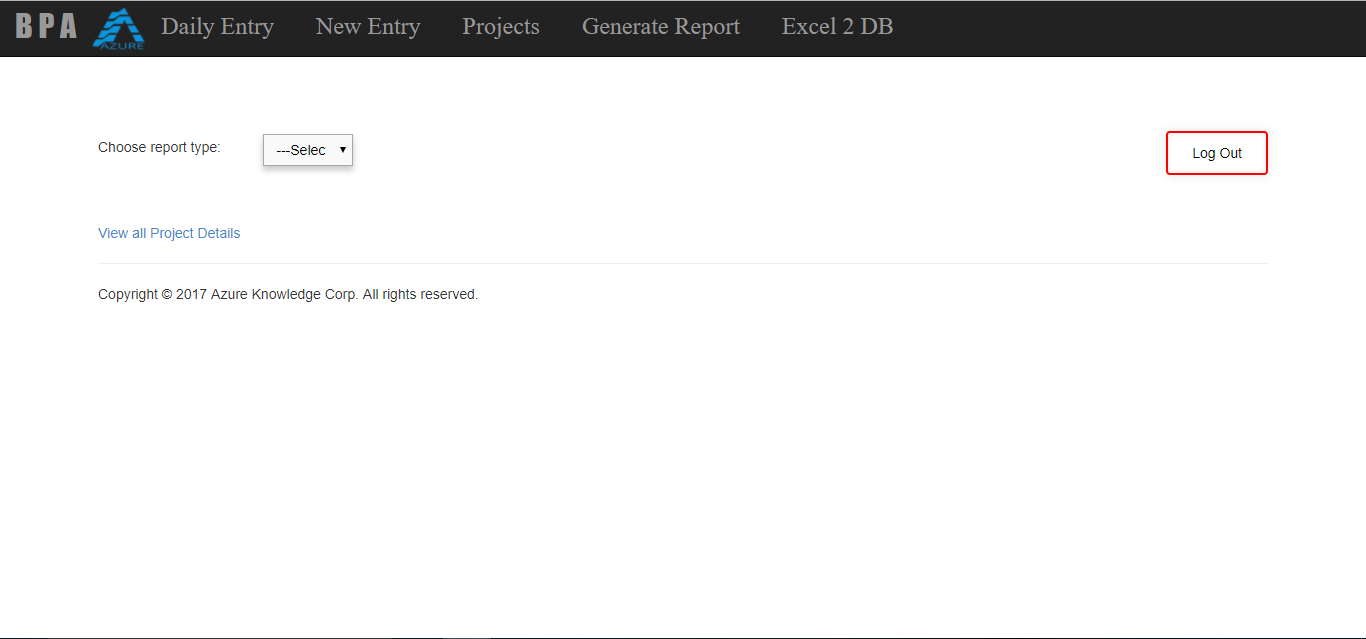 BPA AZURE Daily Entry New Entry Projects Generate Report Excel 2 DB
Choose report type: ---Selec Log Out
View all Project Details
Copyright © 2017 Azure Knowledge Corp. All rights reserved.